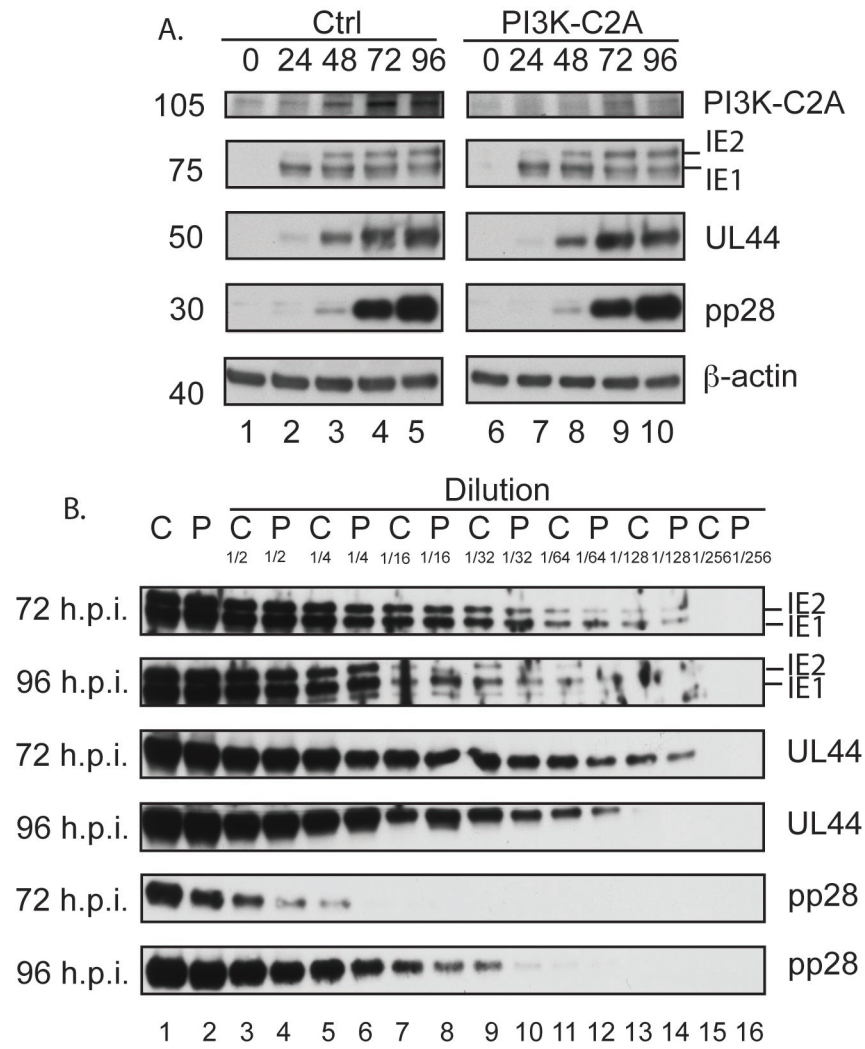 A.
Ctrl PI3K-C2A
0 24 48 72 96 0 24 48 72 96
105 PI3K-C2A
IE2
75
IE1
50 UL44
30 pp28
40 β-actin
1 2 3 4 5 6 7 8 9 10
B.
Dilution
C P C P C P C P C P C P C P C P
1/2 1/2 1/4 1/4 1/16 1/16 1/32 1/32 1/64 1/64 1/128 1/128 1/256 1/256
72 h.p.i. IE2
IE1
96 h.p.i. IE2
IE1
72 h.p.i. UL44
96 h.p.i. UL44
72 h.p.i. pp28
96 h.p.i. pp28
1 2 3 4 5 6 7 8 9 10 11 12 13 14 15 16